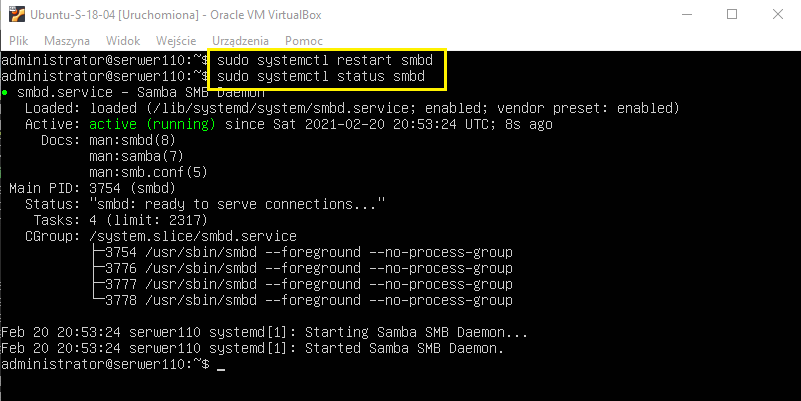 Ubuntu-S-18-04 [Uruchomiona] - Oracle VM VirtualBox
Plik Maszyna Widok Wejście Urządzenia Pomoc
administrator@serwer110:~$ sudo systemctl restart smbd
administrator@serwer110:~$ sudo systemctl status smbd
● smbd.service - Samba SMB Daemon
Loaded: loaded (/lib/systemd/system/smbd.service; enabled; vendor preset: enabled)
Active: active (running) since Sat 2021-02-20 20:53:24 UTC; 8s ago
Docs: man:smbd(8)
man:samba(7)
man:smb.conf(5)
Main PID: 3754 (smbd)
Status: "smbd: ready to serve connections..."
Tasks: 4 (limit: 2317)
CGroup: /system.slice/smbd.service
├─3754 /usr/sbin/smbd --foreground --no-process-group
├─3776 /usr/sbin/smbd --foreground --no-process-group
├─3777 /usr/sbin/smbd --foreground --no-process-group
└─3778 /usr/sbin/smbd --foreground --no-process-group
Feb 20 20:53:24 serwer110 systemd[1]: Starting Samba SMB Daemon...
Feb 20 20:53:24 serwer110 systemd[1]: Started Samba SMB Daemon.
administrator@serwer110:~$ _